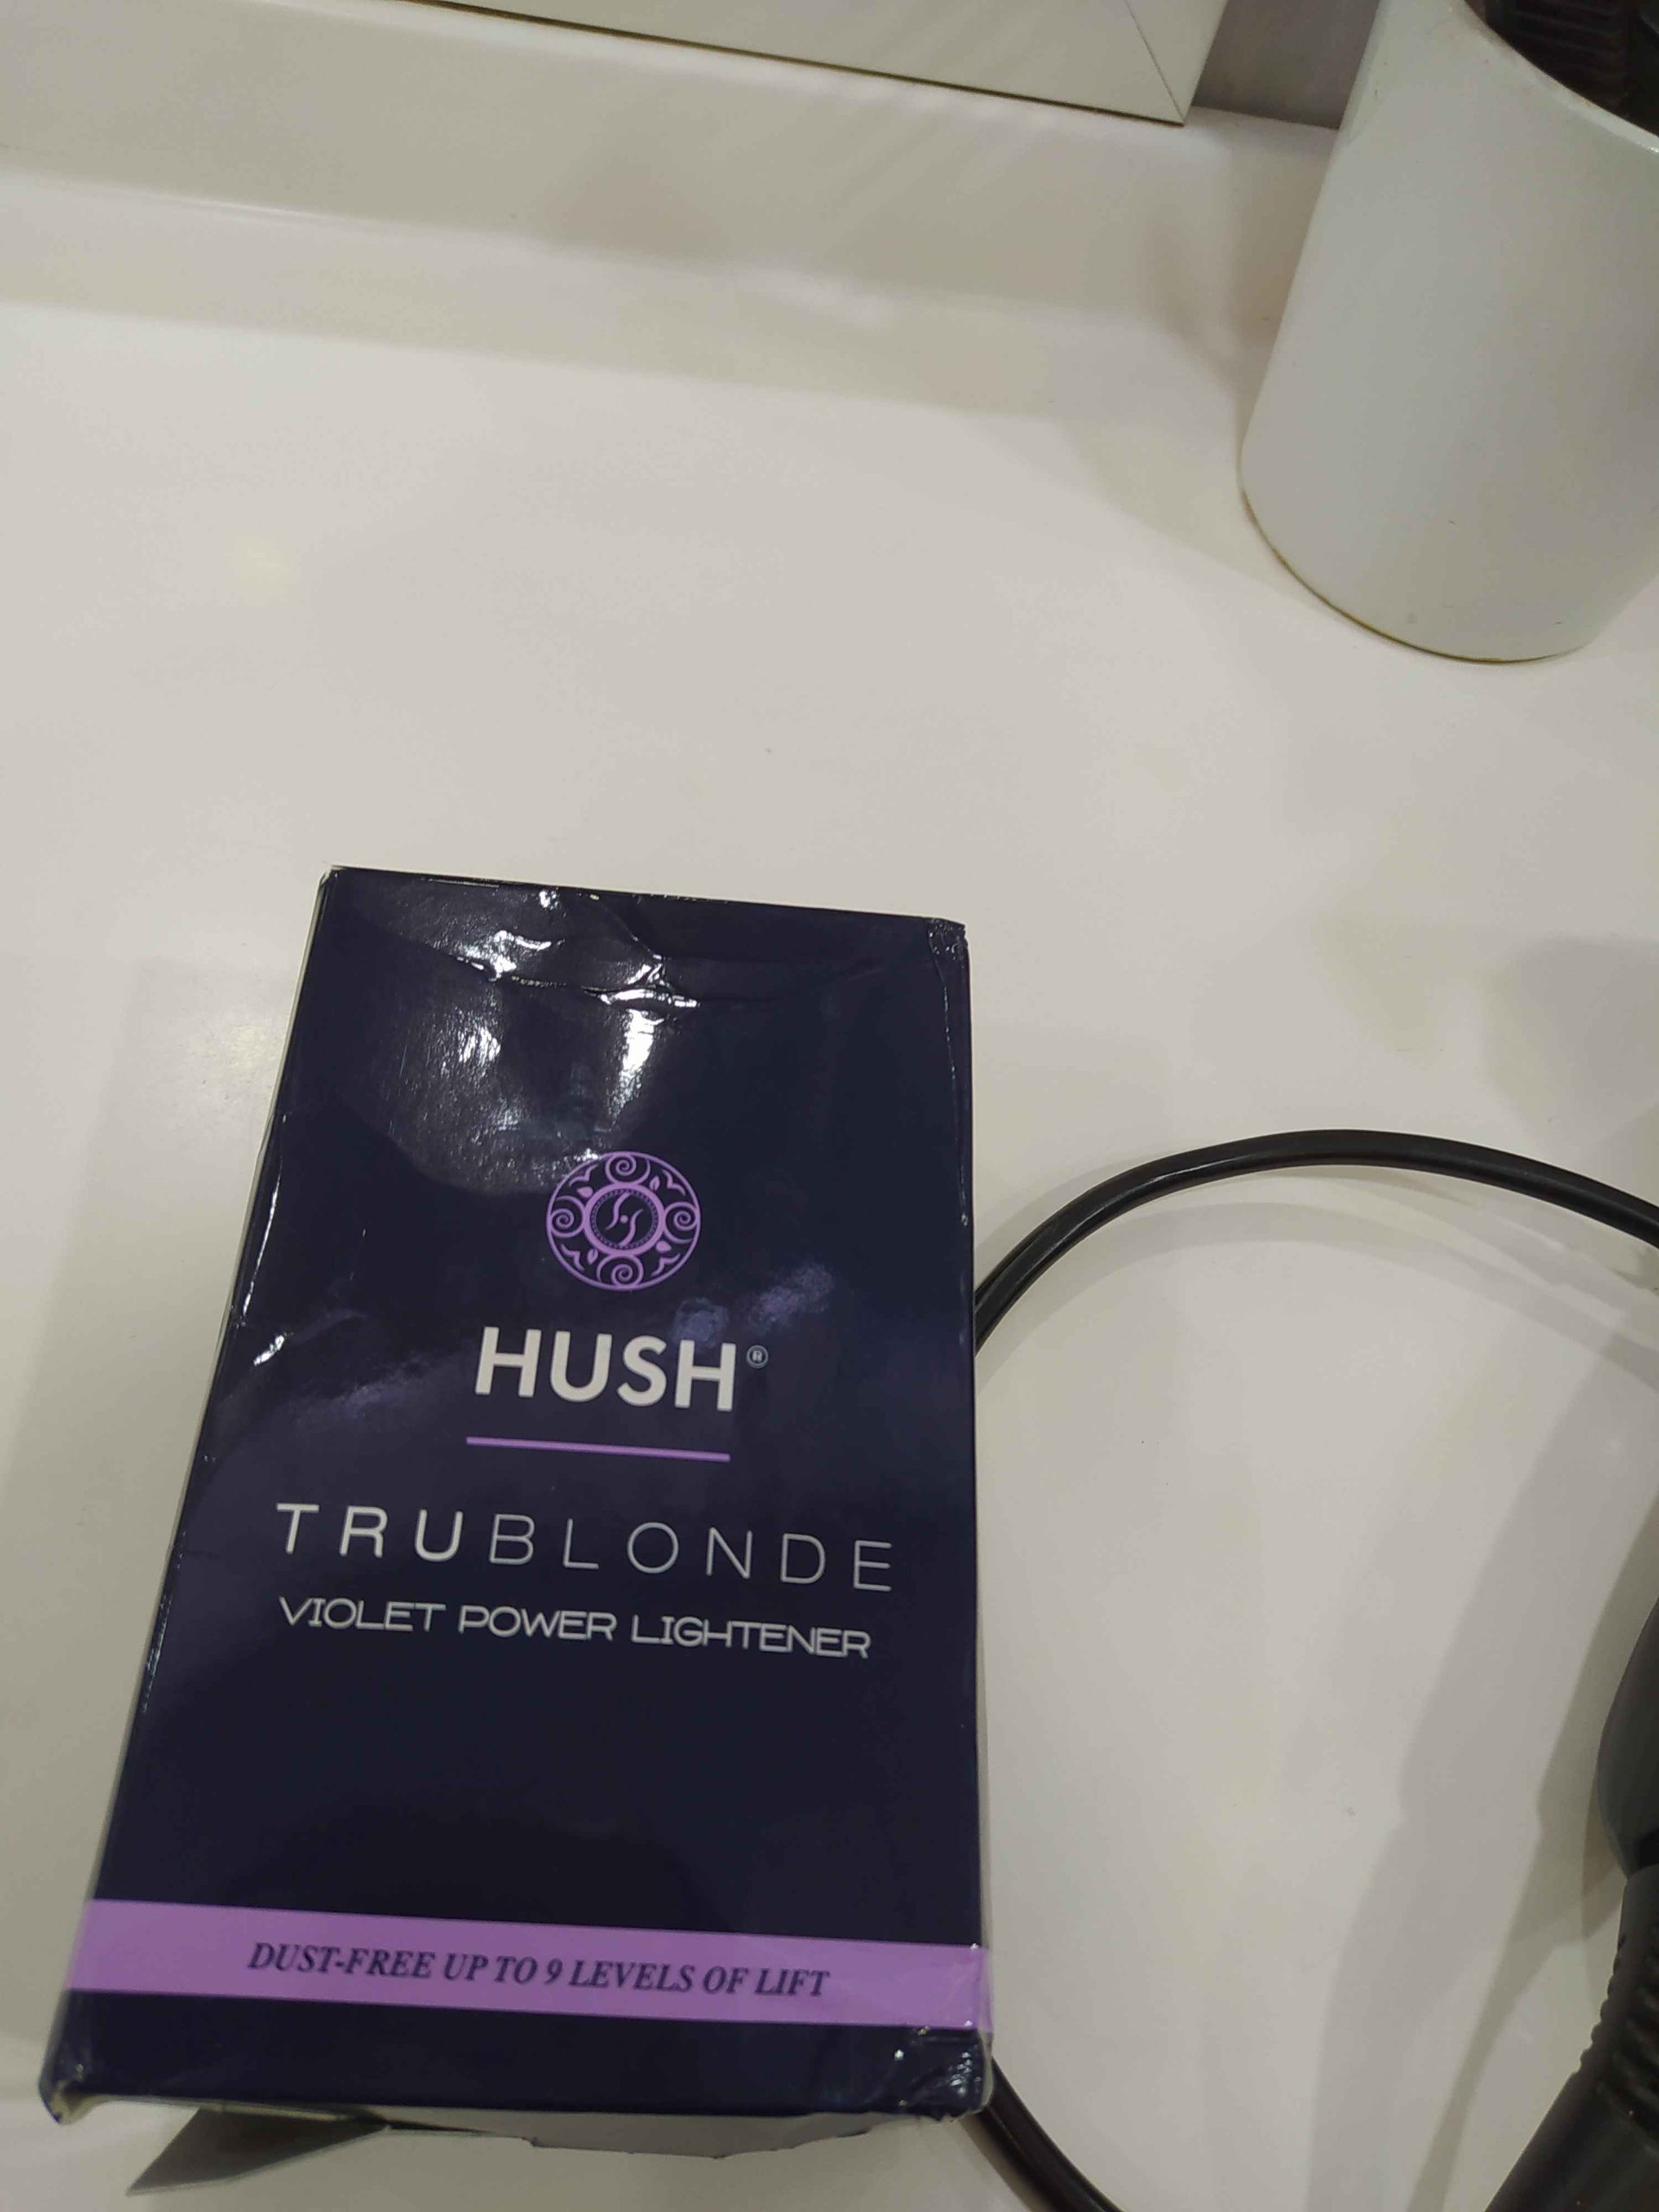 HUSH®
TRUBLONDE
VIOLET POWER LIGHTENER
DUST-FREE UP TO 9 LEVELS OF LIFT